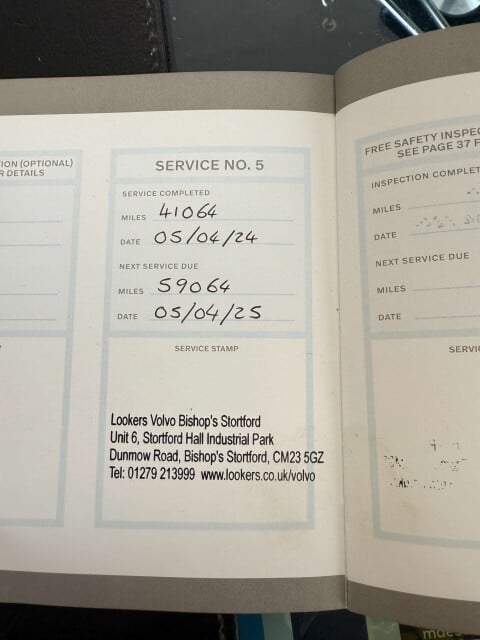 ION (OPTIONAL)
R DETAILS
SERVICE NO. 5
SERVICE COMPLETED
MILES 41064
DATE 05/04/24
NEXT SERVICE DUE
MILES 59064
DATE 05/04/25
SERVICE STAMP
Lookers Volvo Bishop's Stortford
Unit 6, Stortford Hall Industrial Park
Dunmow Road, Bishop's Stortford, CM23 5GZ
Tel: 01279 213999 www.lookers.co.uk/volvo
FREE SAFETY INSPEC
SEE PAGE 37 F
INSPECTION COMPLET
MILES
DATE
NEXT SERVICE DUE
MILES
DATE
SERVIC